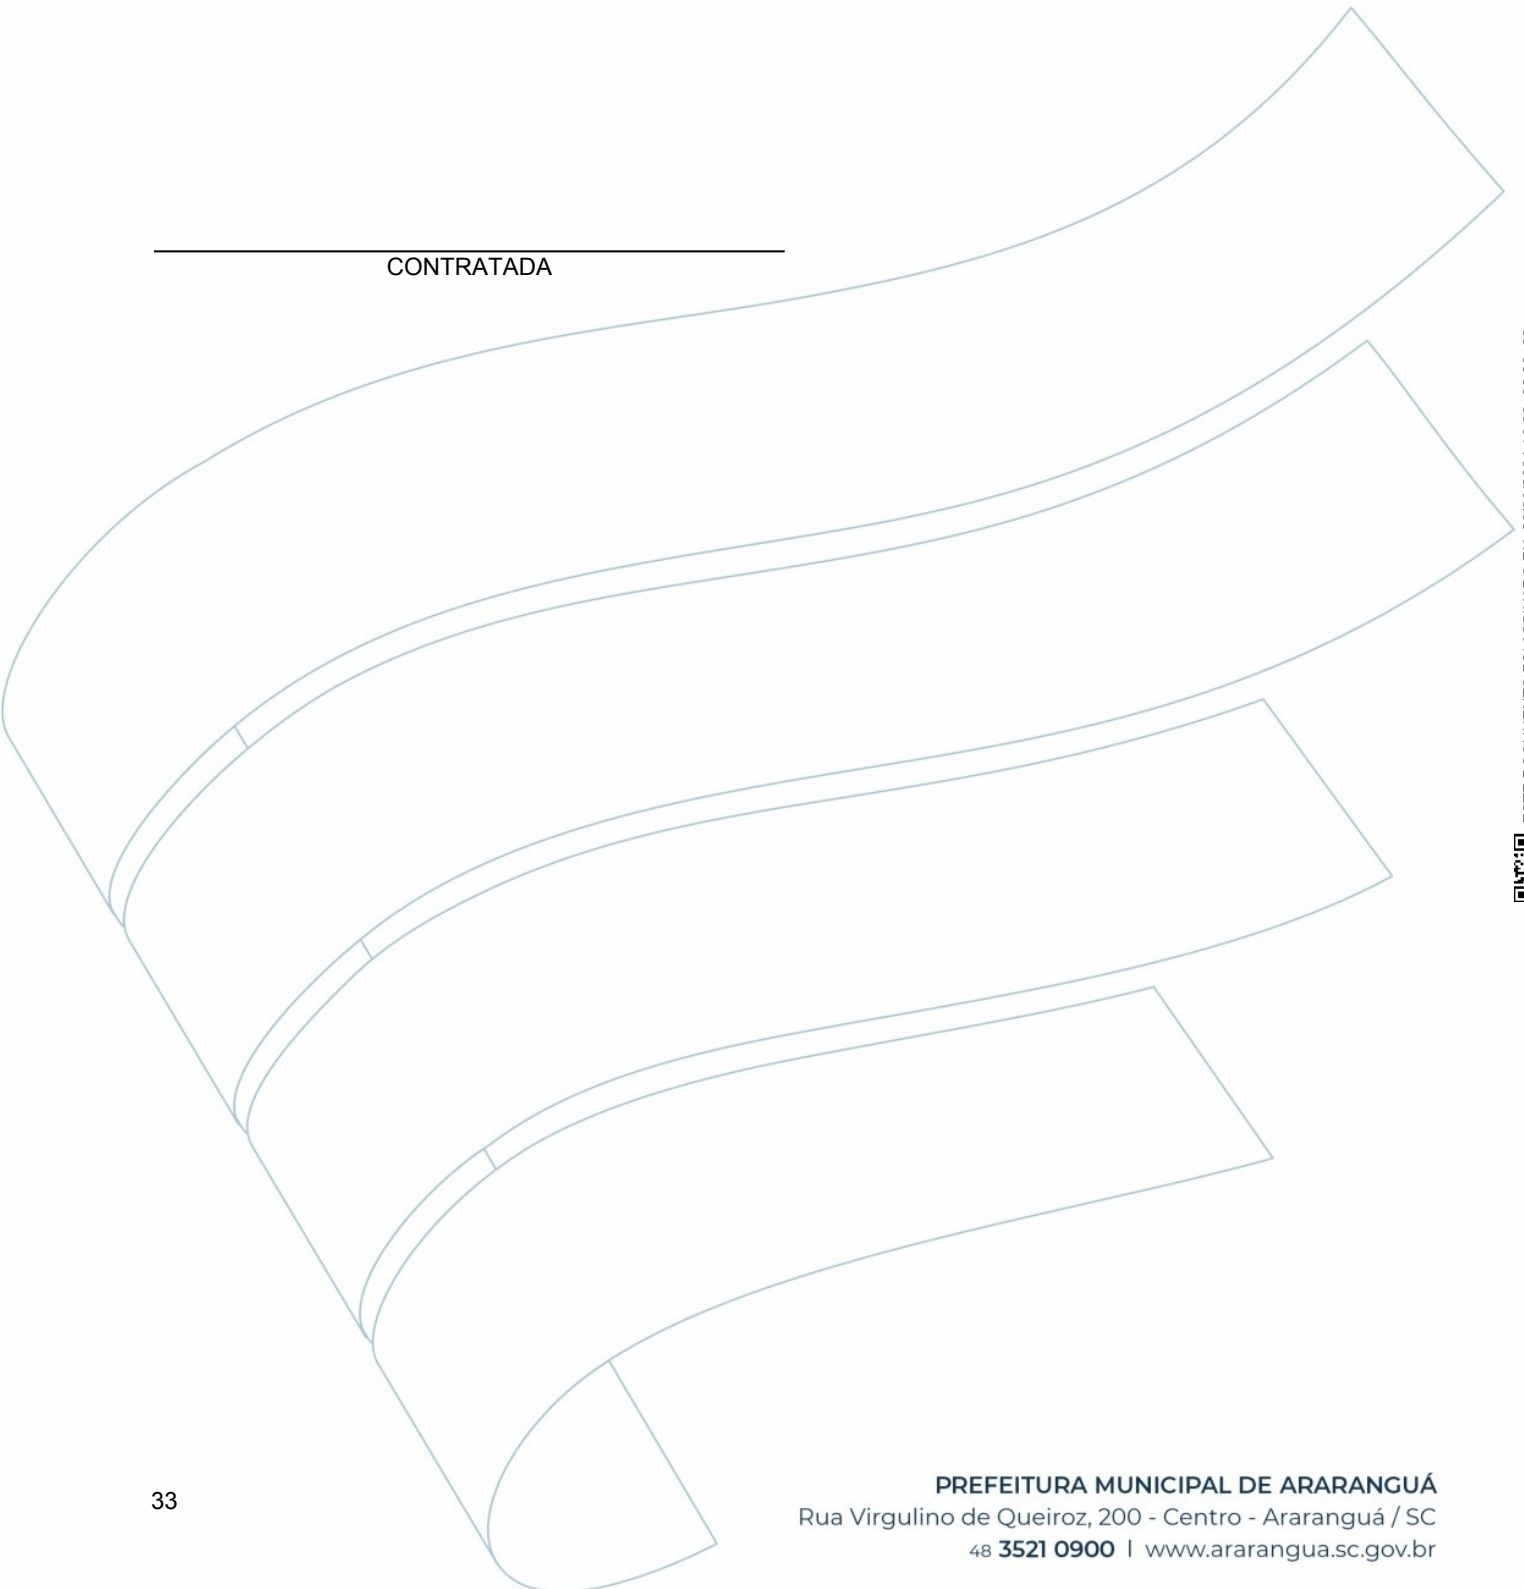 CONTRATADA
33
PREFEITURA MUNICIPAL DE ARARANGUÁ
Rua Virgulino de Queiroz, 200 - Centro - Araranguá / SC
48 3521 0900 | www.ararangua.sc.gov.br